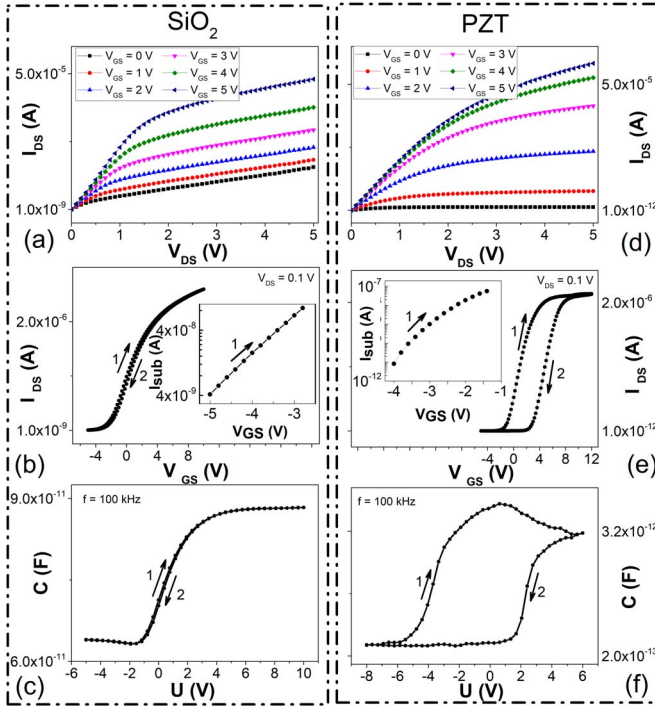 SiO2
PZT
VGS = 0 V
VGS = 3 V
VGS = 1 V
VGS = 4 V
VGS = 2 V
VGS = 5 V
5.0x10-5
1.0x10-9
IDS (A)
0 1 2 3 4 5
VDS (V)
(a)
VGS = 0 V
VGS = 3 V
VGS = 1 V
VGS = 4 V
VGS = 2 V
VGS = 5 V
5.0x10-5
1.0x10-12
IDS (A)
0 1 2 3 4 5
VDS (V)
(d)
VDS = 0.1 V
2.0x10-6
1.0x10-9
IDS (A)
1
2
4x10-8
4x10-9
Isub (A)
1
-5 -4 -3
VGS (V)
-4 0 4 8
VGS (V)
(b)
VDS = 0.1 V
10-7
10-12
Isub (A)
1
-4 -3 -2 -1
VGS (V)
1
2
2.0x10-6
1.0x10-12
IDS (A)
-4 0 4 8 12
VGS (V)
(e)
f = 100 kHz
9.0x10-11
6.0x10-11
C (F)
1
2
-6 -4 -2 0 2 4 6 8 10
U (V)
(c)
f = 100 kHz
3.2x10-12
2.0x10-13
C (F)
1
2
-8 -6 -4 -2 0 2 4 6
U (V)
(f)